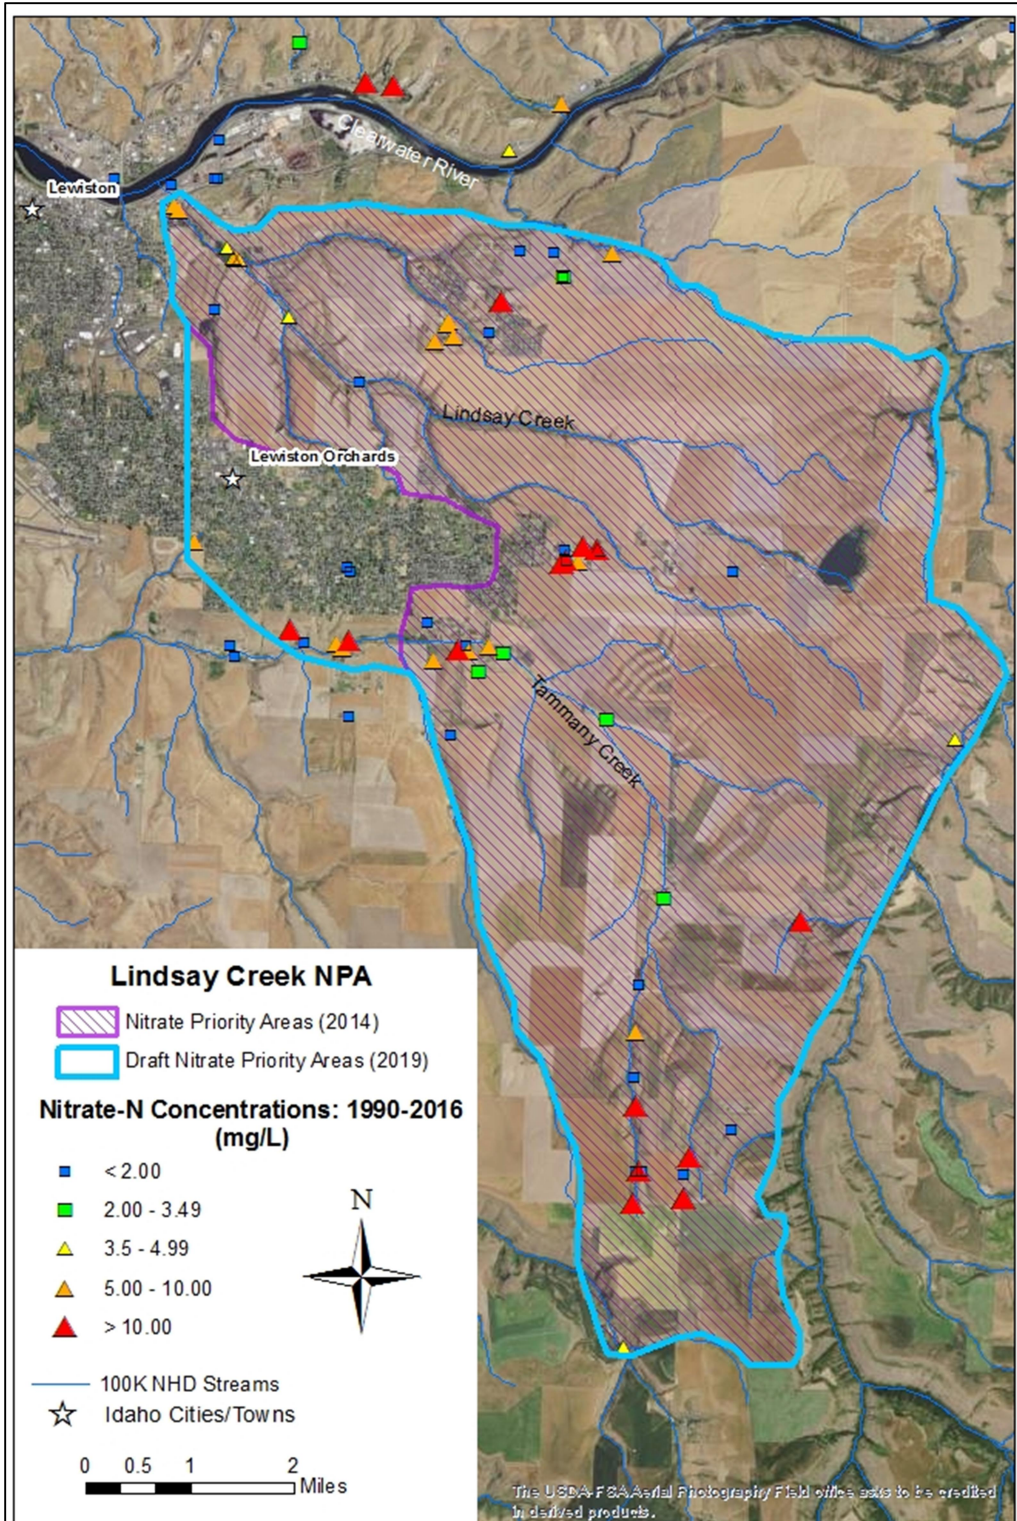 Clearwater River
Lewiston
Lindsay Creek
Lewiston Orchards
Tammany Creek
Lindsay Creek NPA
Nitrate Priority Areas (2014)
Draft Nitrate Priority Areas (2019)
Nitrate-N Concentrations: 1990-2016
(mg/L)
< 2.00
2.00 - 3.49
3.5 - 4.99
5.00 - 10.00
> 10.00
N
100K NHD Streams
Idaho Cities/Towns
0 0.5 1 2
Miles
The USDA-FSA Aerial Photography Field office asks to be credited
in derived products.